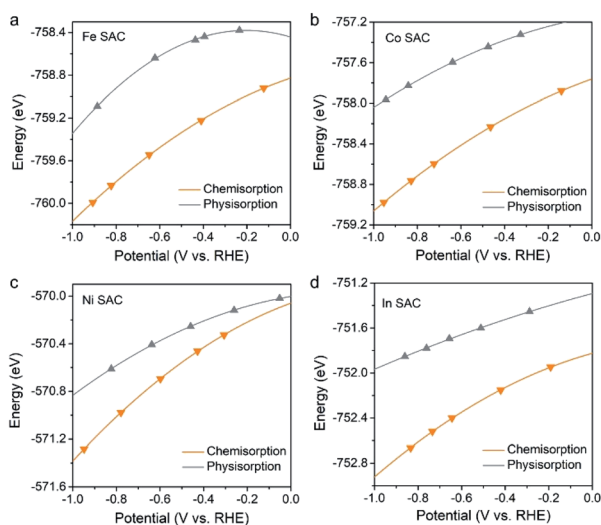 a
Fe SAC
-758.4
-758.8
-759.2
-759.6
-760.0
Energy (eV)
Chemisorption
Physisorption
-1.0 -0.8 -0.6 -0.4 -0.2 0.0
Potential (V vs. RHE)
b
Co SAC
-757.2
-757.6
-758.0
-758.4
-758.8
-759.2
Energy (eV)
Chemisorption
Physisorption
-1.0 -0.8 -0.6 -0.4 -0.2 0.0
Potential (V vs. RHE)
c
Ni SAC
-570.0
-570.4
-570.8
-571.2
-571.6
Energy (eV)
Chemisorption
Physisorption
-1.0 -0.8 -0.6 -0.4 -0.2 0.0
Potential (V vs. RHE)
d
In SAC
-751.2
-751.6
-752.0
-752.4
-752.8
Energy (eV)
Chemisorption
Physisorption
-1.0 -0.8 -0.6 -0.4 -0.2 0.0
Potential (V vs. RHE)